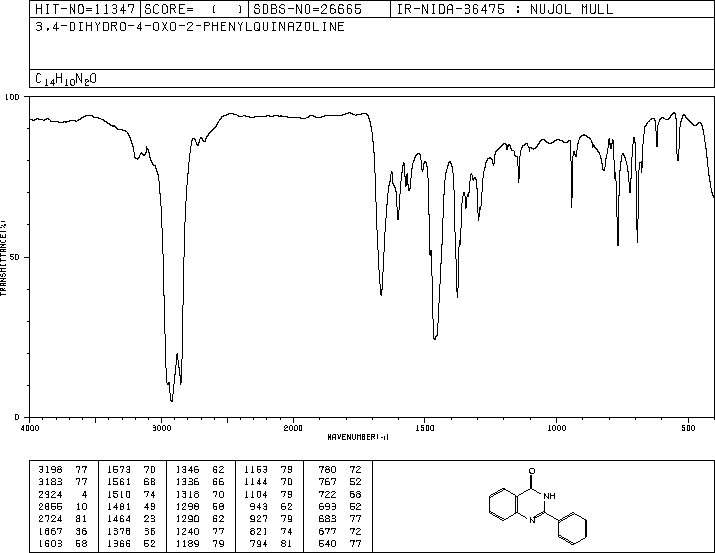 HIT-NO=11347 SCORE= ( ) SDBS-NO=26665 IR-NIDA-36475 : NUJOL MULL
3,4-DIHYDRO-4-OXO-2-PHENYLQUINAZOLINE
C14H10N2O
100
50
0
TRANSMITTANCE(%)
4000 3000 2000 1500 1000 500
WAVENUMBER(-1)
3198 77 1573 70 1346 62 1153 79 780 72
3183 77 1561 68 1336 66 1144 70 767 52
2924 4 1510 74 1318 70 1104 79 722 68
2855 10 1481 49 1298 58 943 62 693 52
2724 81 1464 23 1290 62 927 79 683 77
1667 36 1378 36 1240 77 821 74 677 72
1603 58 1366 52 1189 79 794 81 540 77
O
NH
N